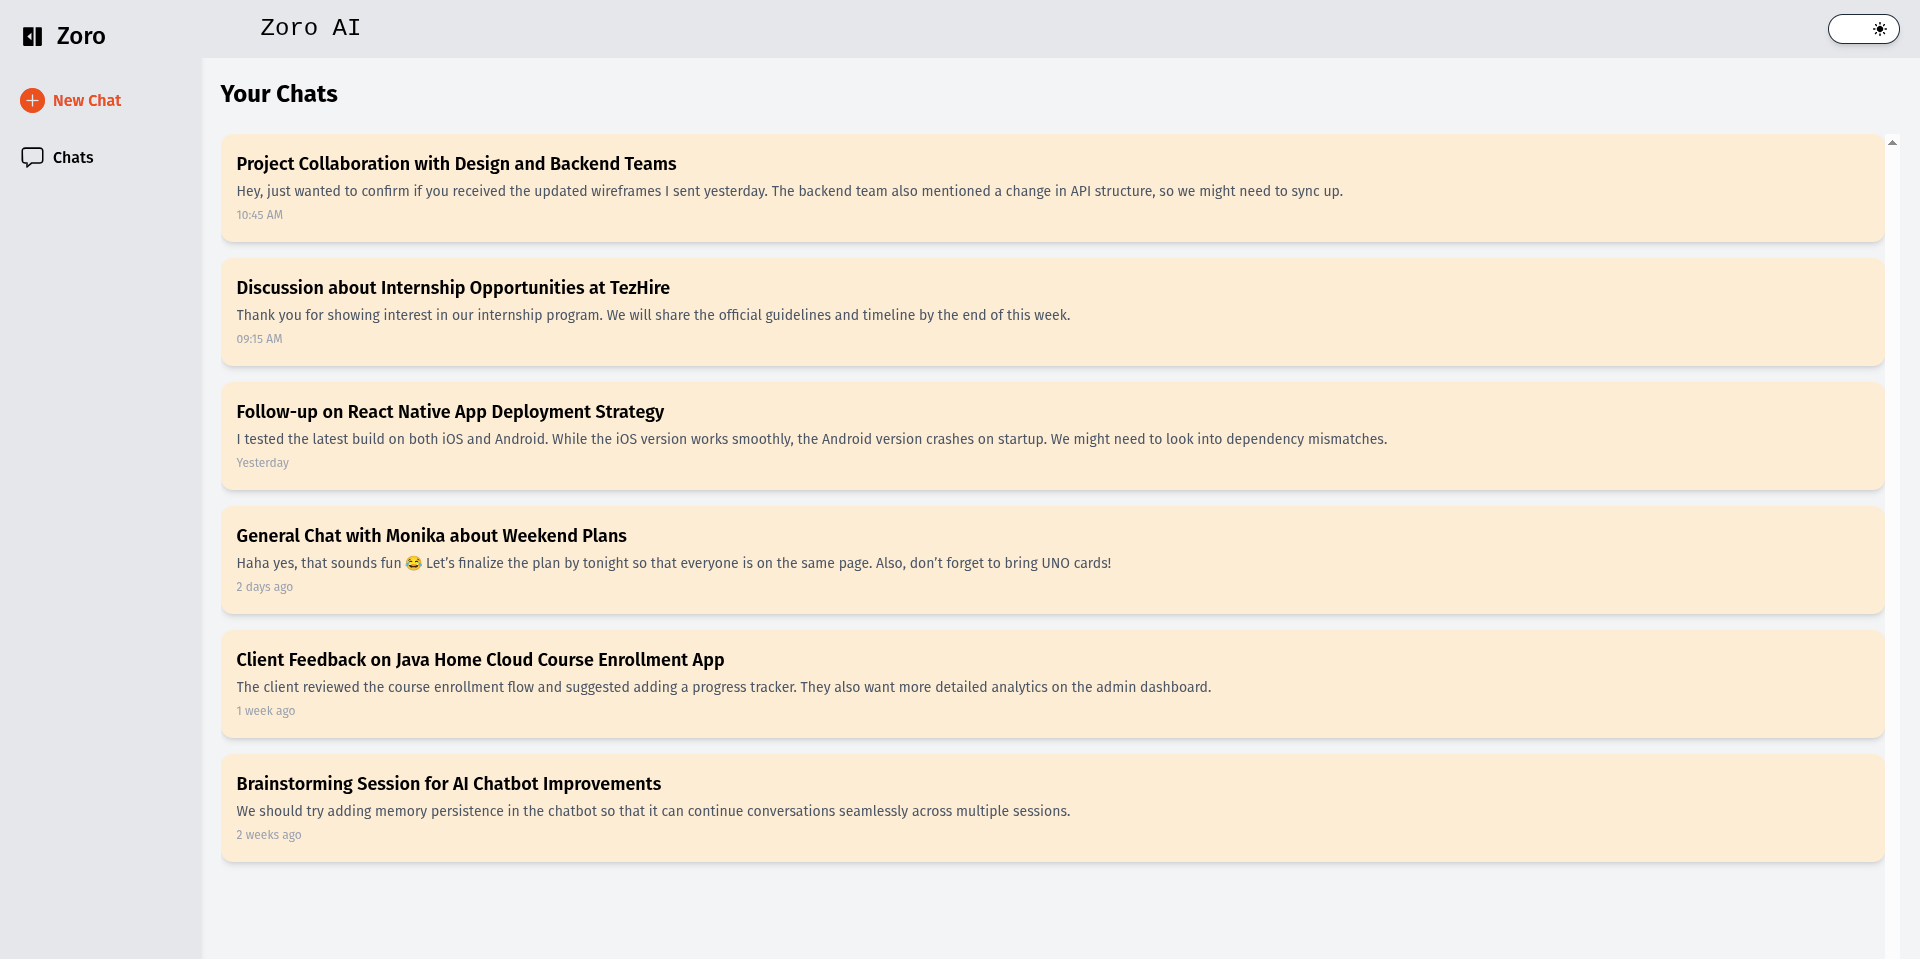 Zoro
Zoro AI
New Chat
Chats
Your Chats
Project Collaboration with Design and Backend Teams
Hey, just wanted to confirm if you received the updated wireframes I sent yesterday. The backend team also mentioned a change in API structure, so we might need to sync up.
10:45 AM
Discussion about Internship Opportunities at TezHire
Thank you for showing interest in our internship program. We will share the official guidelines and timeline by the end of this week.
09:15 AM
Follow-up on React Native App Deployment Strategy
I tested the latest build on both iOS and Android. While the iOS version works smoothly, the Android version crashes on startup. We might need to look into dependency mismatches.
Yesterday
General Chat with Monika about Weekend Plans
Haha yes, that sounds fun 😂 Let’s finalize the plan by tonight so that everyone is on the same page. Also, don’t forget to bring UNO cards!
2 days ago
Client Feedback on Java Home Cloud Course Enrollment App
The client reviewed the course enrollment flow and suggested adding a progress tracker. They also want more detailed analytics on the admin dashboard.
1 week ago
Brainstorming Session for AI Chatbot Improvements
We should try adding memory persistence in the chatbot so that it can continue conversations seamlessly across multiple sessions.
2 weeks ago